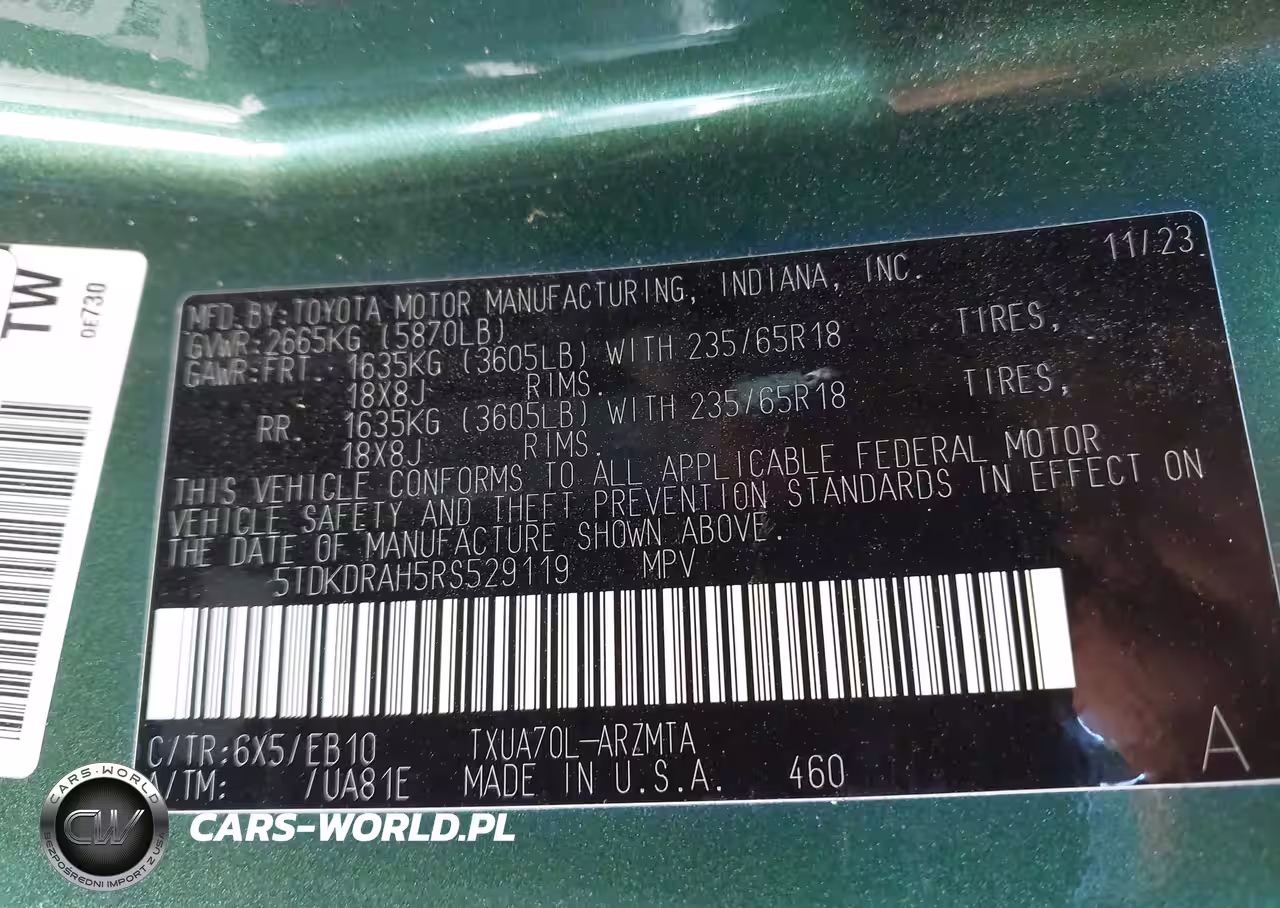 11/23
MFD. BY: TOYOTA MOTOR MANUFACTURING, INDIANA, INC.
GVWR: 2665KG (5870LB)
GAWR: FRT. 1635KG (3605LB) WITH 235/65R18 TIRES,
18X8J RIMS.
RR. 1635KG (3605LB) WITH 235/65R18 TIRES,
18X8J RIMS.
THIS VEHICLE CONFORMS TO ALL APPLICABLE FEDERAL MOTOR
VEHICLE SAFETY AND THEFT PREVENTION STANDARDS IN EFFECT ON
THE DATE OF MANUFACTURE SHOWN ABOVE.
5TDKDRAH5RS529119 MPV
C/TR: 6X5/EB10 TXUA70L-ARZMTA
A/TM: /UA81E MADE IN U.S.A. 460
A
TW
0E730
CARS-WORLD
CW
BEZPOŚREDNI IMPORT Z USA
CARS-WORLD.PL